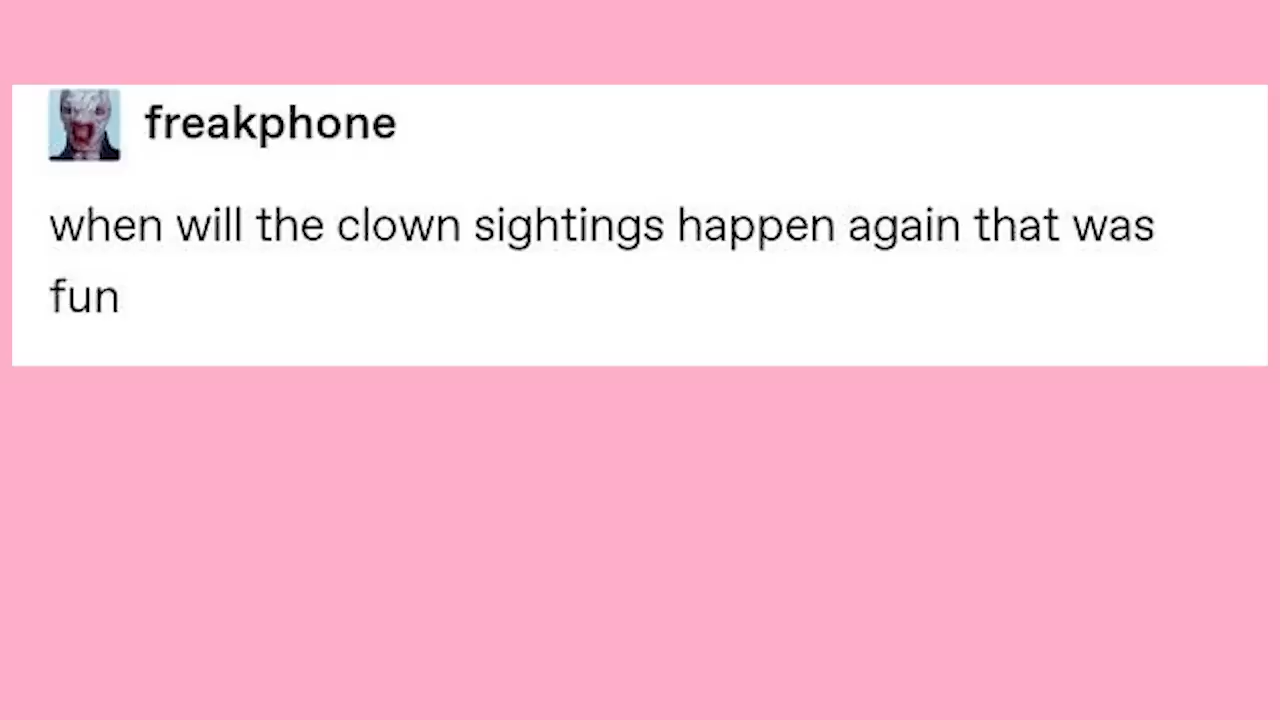 freakphone
when will the clown sightings happen again that was
fun